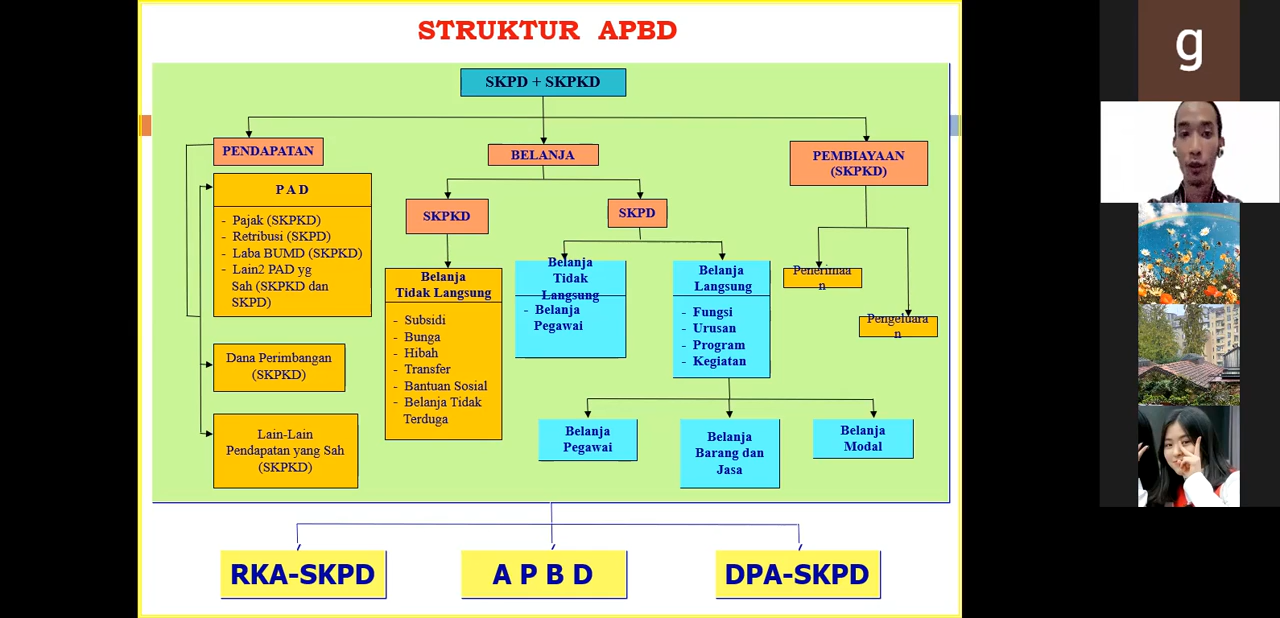 STRUKTUR APBD
SKPD + SKPKD
PENDAPATAN
P A D
- Pajak (SKPKD)
- Retribusi (SKPD)
- Laba BUMD (SKPKD)
- Lain2 PAD yg
Sah (SKPKD dan
SKPD)
Dana Perimbangan
(SKPKD)
Lain-Lain
Pendapatan yang Sah
(SKPKD)
BELANJA
SKPKD
Belanja
Tidak Langsung
- Subsidi
- Bunga
- Hibah
- Transfer
- Bantuan Sosial
- Belanja Tidak
Terduga
SKPD
Belanja
Tidak
Langsung
- Belanja
Pegawai
Belanja
Langsung
- Fungsi
- Urusan
- Program
- Kegiatan
Belanja
Pegawai
Belanja
Barang dan
Jasa
Belanja
Modal
PEMBIAYAAN
(SKPKD)
Penerimaa
n
Pengeluara
n
RKA-SKPD
A P B D
DPA-SKPD
g